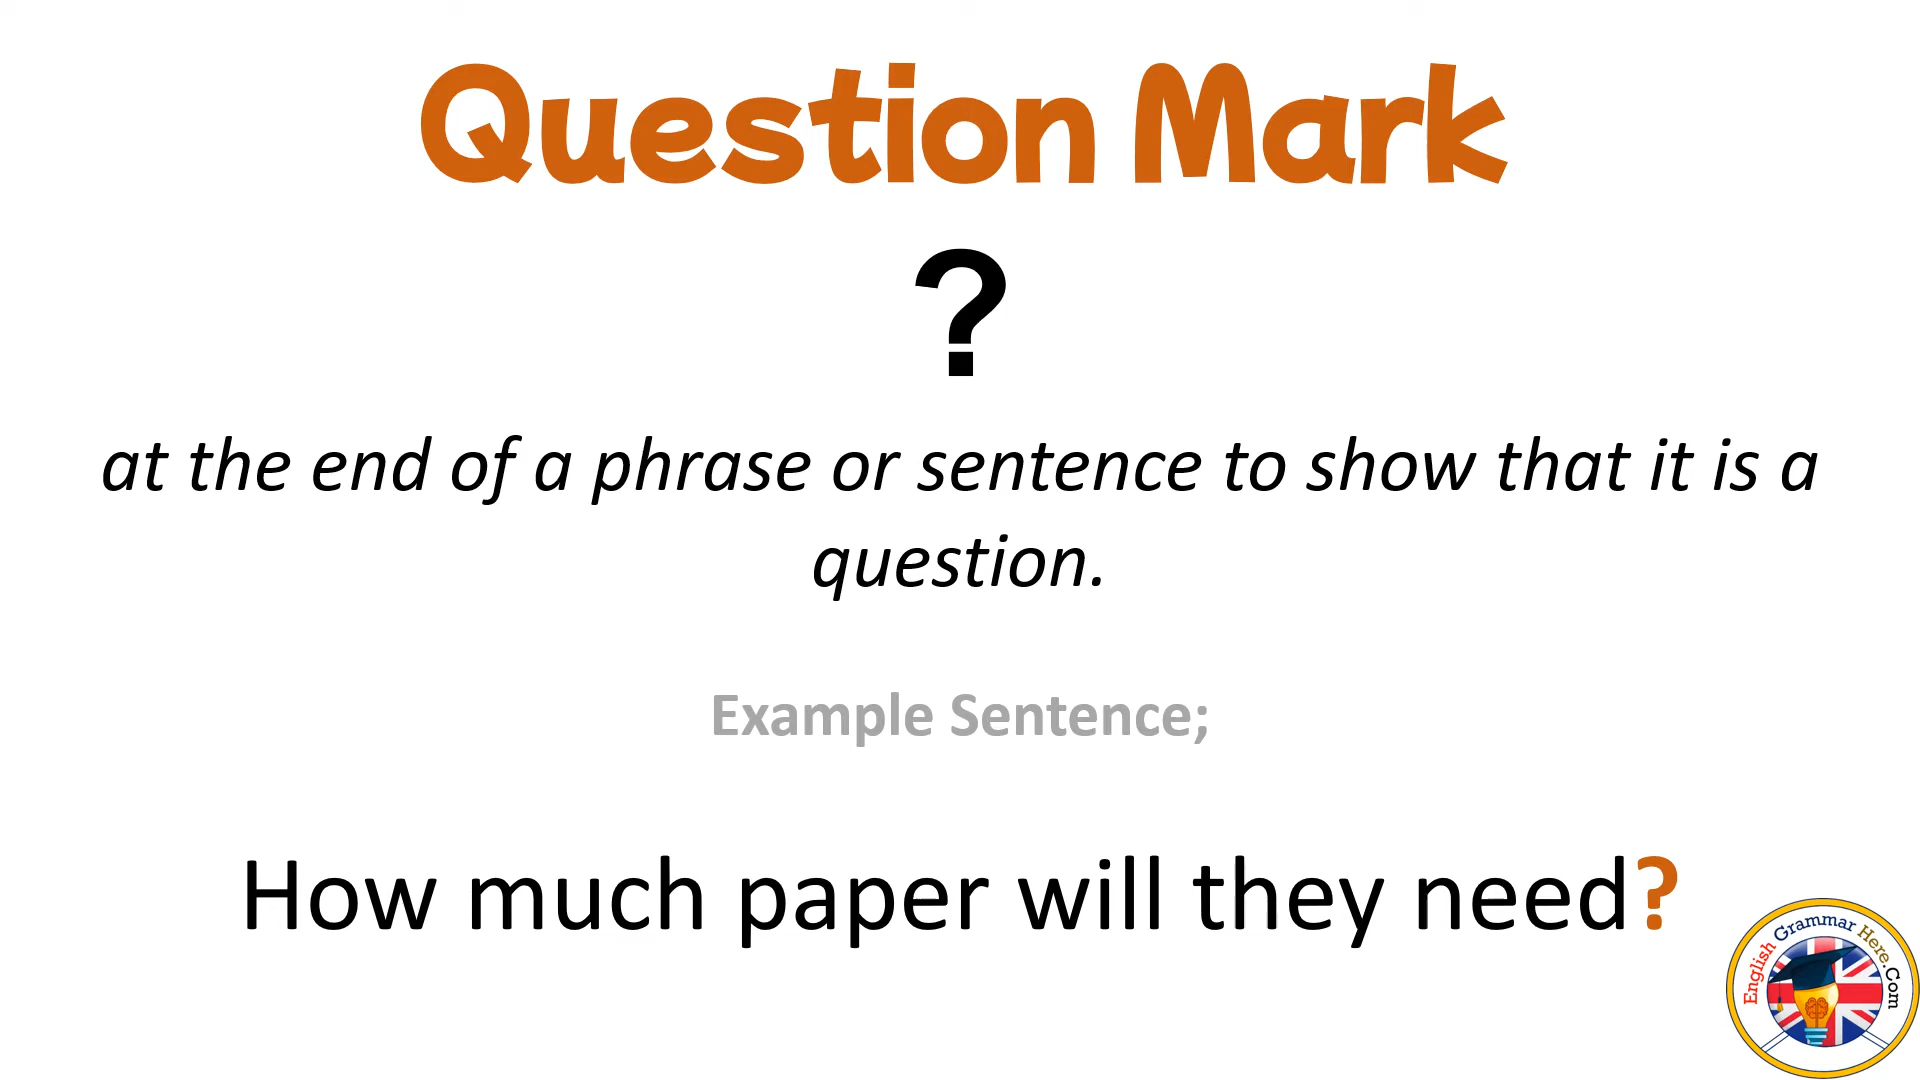 Question Mark
?
at the end of a phrase or sentence to show that it is a
question.
Example Sentence;
How much paper will they need?
English Grammar Here.Com